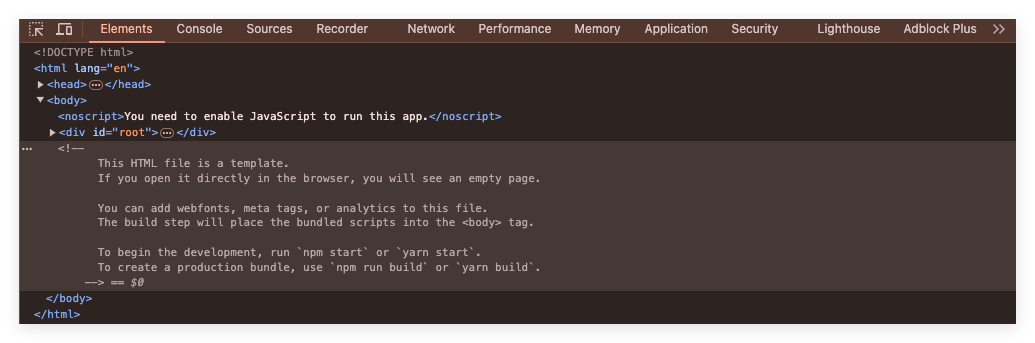 Elements Console Sources Recorder Network Performance Memory Application Security Lighthouse Adblock Plus
<!DOCTYPE html>
<html lang="en">
<head>…</head>
<body>
<noscript>You need to enable JavaScript to run this app.</noscript>
<div id="root">…</div>
<!--
This HTML file is a template.
If you open it directly in the browser, you will see an empty page.
You can add webfonts, meta tags, or analytics to this file.
The build step will place the bundled scripts into the <body> tag.
To begin the development, run `npm start` or `yarn start`.
To create a production bundle, use `npm run build` or `yarn build`.
--> == $0
</body>
</html>